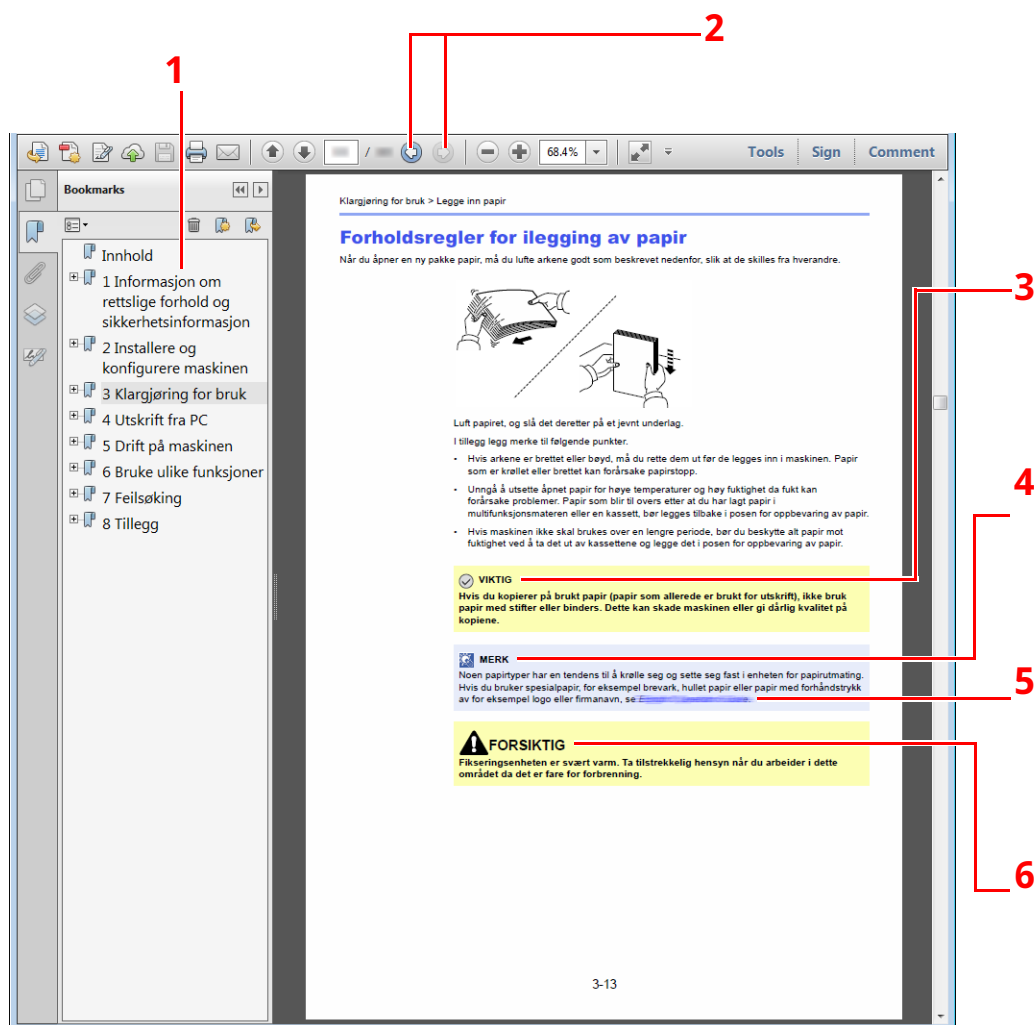 2
1
/
68.4%
Tools
Sign
Comment
Bookmarks
Innhold
1 Informasjon om
rettslige forhold og
sikkerhetsinformasjon
2 Installere og
konfigurere maskinen
3 Klargjøring for bruk
4 Utskrift fra PC
5 Drift på maskinen
6 Bruke ulike funksjoner
7 Feilsøking
8 Tillegg
Klargjøring for bruk > Legge inn papir
Forholdsregler for ilegging av papir
Når du åpner en ny pakke papir, må du lufte arkene godt som beskrevet nedenfor, slik at de skilles fra hverandre.
3
Luft papiret, og slå det deretter på et jevnt underlag.
I tillegg legg merke til følgende punkter.
• Hvis arkene er brettet eller bøyd, må du rette dem ut før de legges inn i maskinen. Papir
som er krøllet eller brettet kan forårsake papirstopp.
• Unngå å utsette åpnet papir for høye temperaturer og høy fuktighet da fukt kan
forårsake problemer. Papir som blir til overs etter at du har lagt papir i
multifunksjonsmateren eller en kassett, bør legges tilbake i posen for oppbevaring av papir.
• Hvis maskinen ikke skal brukes over en lengre periode, bør du beskytte alt papir mot
fuktighet ved å ta det ut av kassettene og legge det i posen for oppbevaring av papir.
4
VIKTIG
Hvis du kopierer på brukt papir (papir som allerede er brukt for utskrift), ikke bruk
papir med stifter eller binders. Dette kan skade maskinen eller gi dårlig kvalitet på
kopiene.
MERK
Noen papirtyper har en tendens til å krølle seg og sette seg fast i enheten for papirutmating.
Hvis du bruker spesialpapir, for eksempel brevark, hullet papir eller papir med forhåndstrykk
av for eksempel logo eller firmanavn, se
5
FORSIKTIG
Fikseringsenheten er svært varm. Ta tilstrekkelig hensyn når du arbeider i dette
området da det er fare for forbrenning.
6
3-13